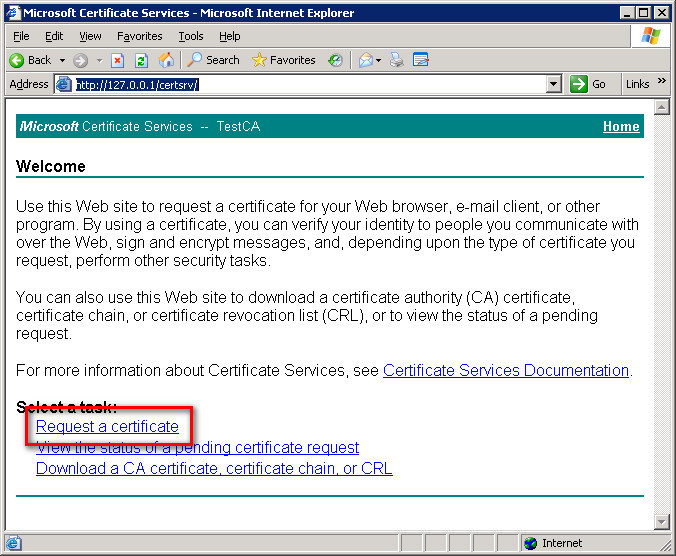 Microsoft Certificate Services - Microsoft Internet Explorer
File Edit View Favorites Tools Help
Back Search Favorites
Address http://127.0.0.1/certsrv/ Go Links »
Microsoft Certificate Services -- TestCA Home
Welcome
Use this Web site to request a certificate for your Web browser, e-mail client, or other
program. By using a certificate, you can verify your identity to people you communicate with
over the Web, sign and encrypt messages, and, depending upon the type of certificate you
request, perform other security tasks.
You can also use this Web site to download a certificate authority (CA) certificate,
certificate chain, or certificate revocation list (CRL), or to view the status of a pending
request.
For more information about Certificate Services, see Certificate Services Documentation.
Select a task:
Request a certificate
View the status of a pending certificate request
Download a CA certificate, certificate chain, or CRL
Internet